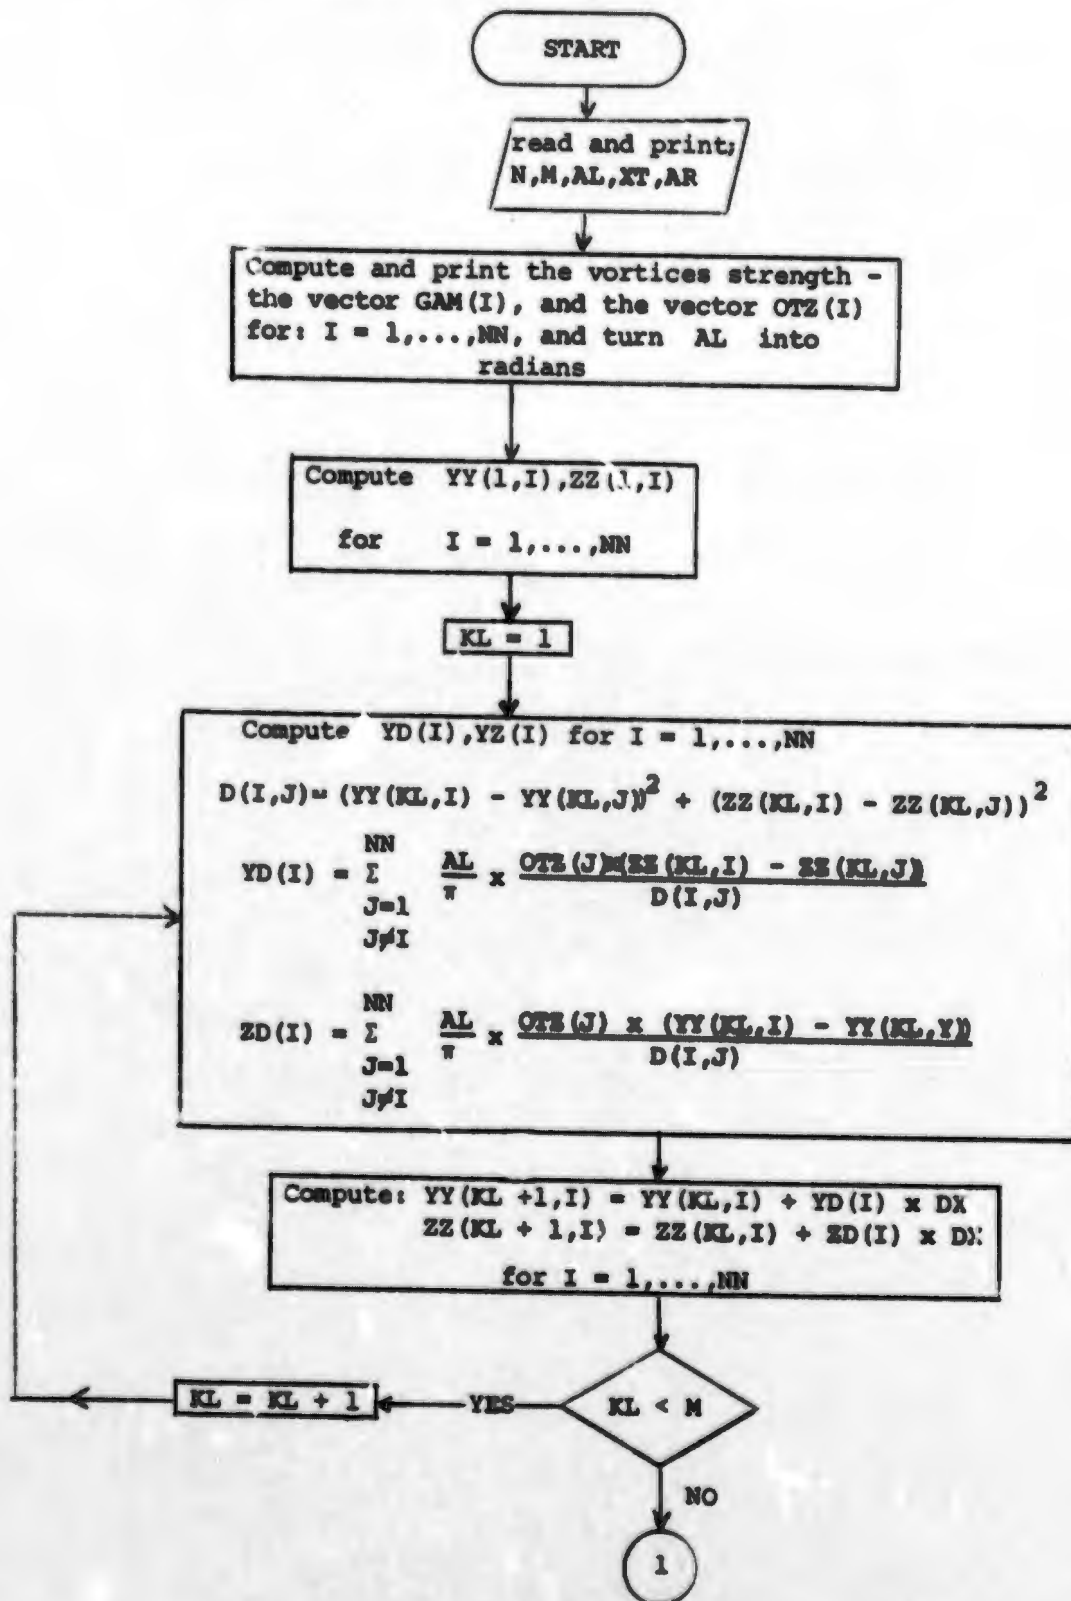 START
read and print;
N,M,AL,XT,AR
Compute and print the vortices strength -
the vector GAM(I), and the vector OTZ(I)
for: I = 1,...,NN, and turn AL into
radians
Compute YY(1,I),ZZ(1,I)
for I = 1,...,NN
KL = 1
Compute YD(I),YZ(I) for I = 1,...,NN
D(I,J)= (YY(KL,I) - YY(KL,J))² + (ZZ(KL,I) - ZZ(KL,J))²
NN
YD(I) = Σ AL/π x OTZ(J)x(ZZ(KL,I) - ZZ(KL,J))/D(I,J)
J=1
J≠I
NN
ZD(I) = Σ AL/π x OTZ(J) x (YY(KL,I) - YY(KL,Y))/D(I,J)
J=1
J≠I
Compute: YY(KL +1,I) = YY(KL,I) + YD(I) x DX
ZZ(KL + 1,I) = ZZ(KL,I) + ZD(I) x DX
for I = 1,...,NN
KL = KL + 1
YES
KL < M
NO
1